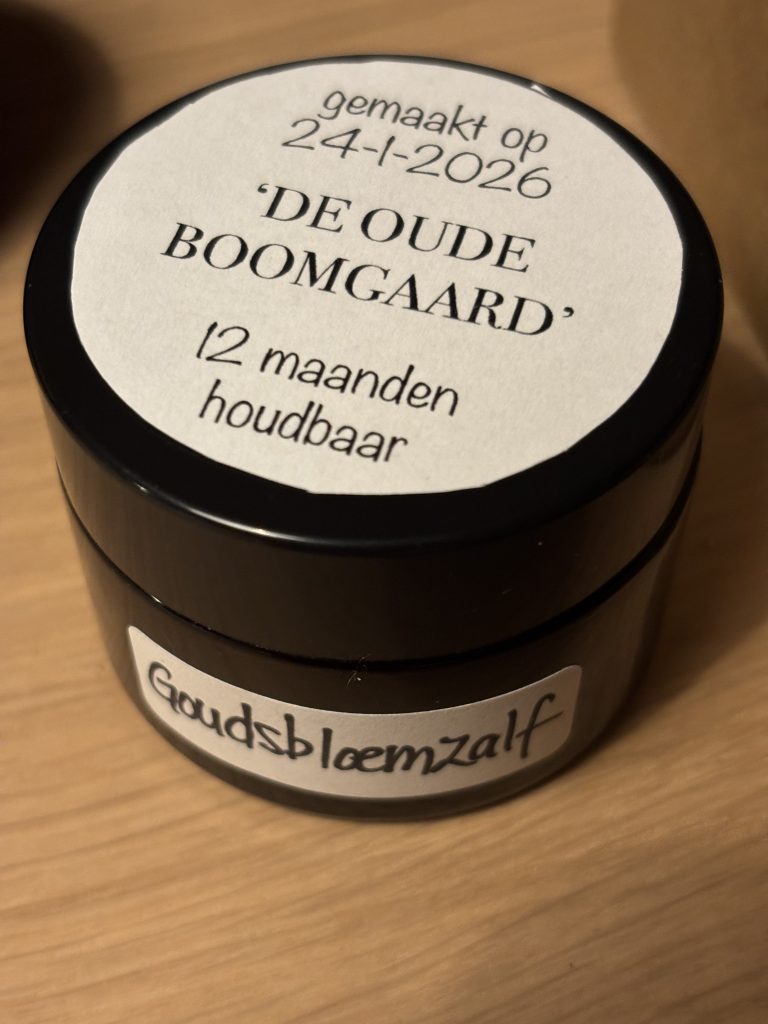 gemaakt op
24-1-2026
‘DE OUDE
BOOMGAARD’
12 maanden
houdbaar
Goudsbloemzalf